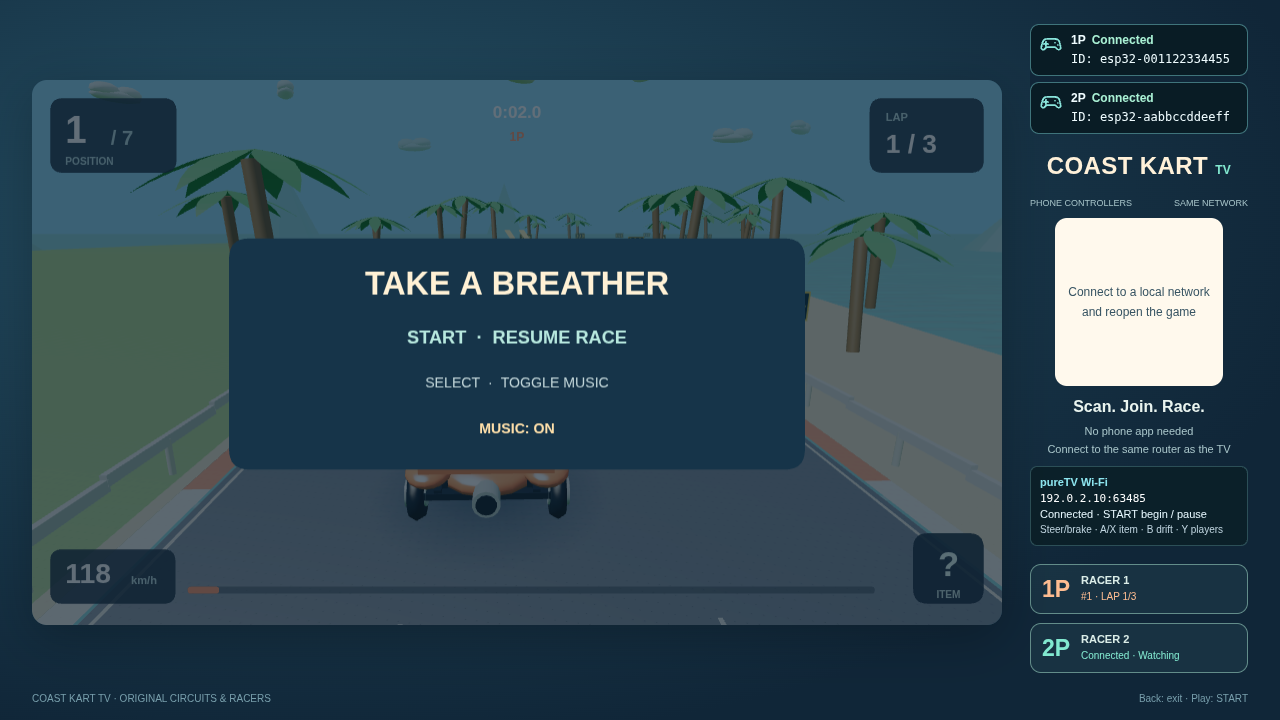 1 / 7
POSITION
0:02.0
1P
LAP
1 / 3
TAKE A BREATHER
START · RESUME RACE
SELECT · TOGGLE MUSIC
MUSIC: ON
118 km/h
?
ITEM
1P Connected
ID: esp32-001122334455
2P Connected
ID: esp32-aabbccddeeff
COAST KART TV
PHONE CONTROLLERS SAME NETWORK
Connect to a local network
and reopen the game
Scan. Join. Race.
No phone app needed
Connect to the same router as the TV
pureTV Wi-Fi
192.0.2.10:63485
Connected · START begin / pause
Steer/brake · A/X item · B drift · Y players
1P RACER 1
#1 · LAP 1/3
2P RACER 2
Connected · Watching
COAST KART TV · ORIGINAL CIRCUITS & RACERS
Back: exit · Play: START